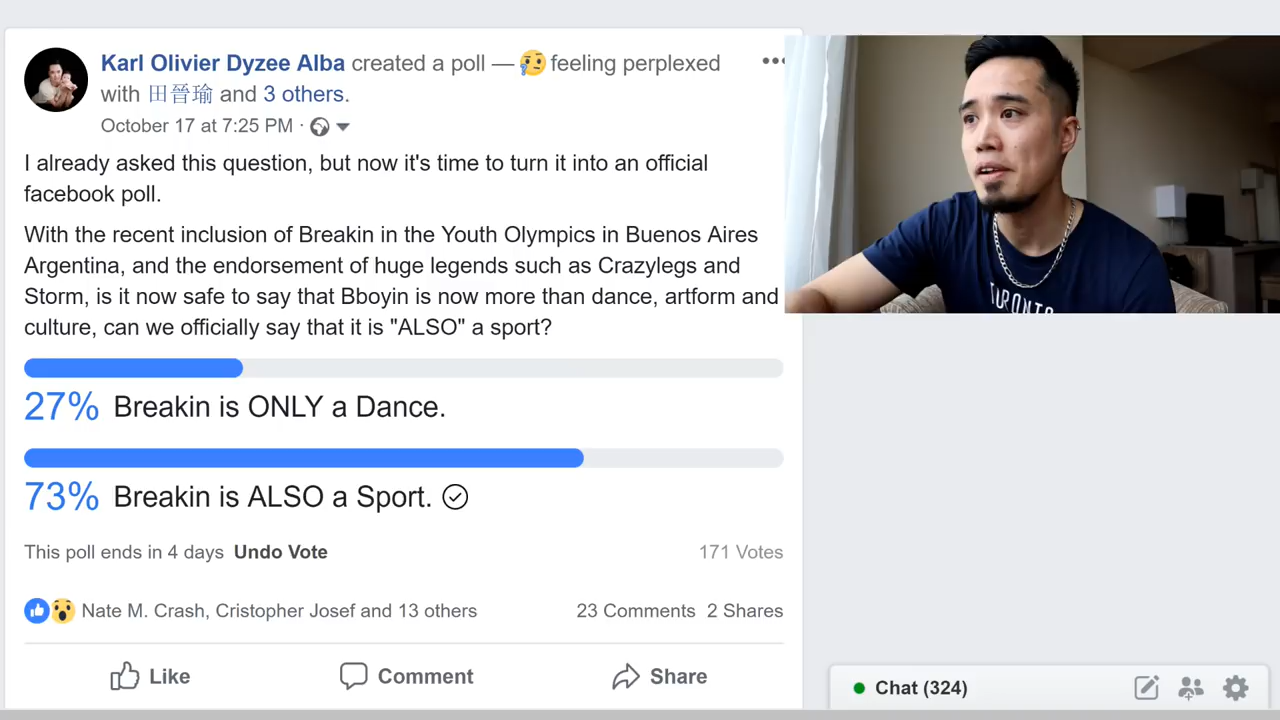 Karl Olivier Dyzee Alba created a poll — feeling perplexed
with 田晉瑜 and 3 others.
October 17 at 7:25 PM ·
I already asked this question, but now it's time to turn it into an official
facebook poll.
With the recent inclusion of Breakin in the Youth Olympics in Buenos Aires
Argentina, and the endorsement of huge legends such as Crazylegs and
Storm, is it now safe to say that Bboyin is now more than dance, artform and
culture, can we officially say that it is "ALSO" a sport?
27% Breakin is ONLY a Dance.
73% Breakin is ALSO a Sport.
This poll ends in 4 days Undo Vote 171 Votes
Nate M. Crash, Cristopher Josef and 13 others 23 Comments 2 Shares
Like Comment Share
TORONTO
Chat (324)